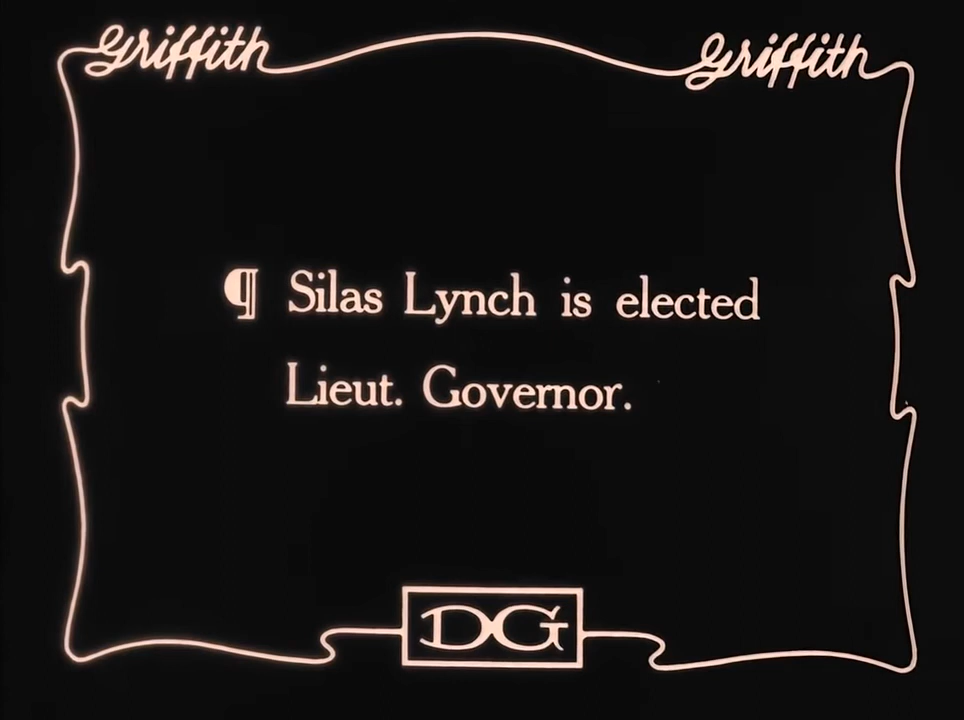 Griffith Griffith
¶ Silas Lynch is elected
Lieut. Governor.
DG